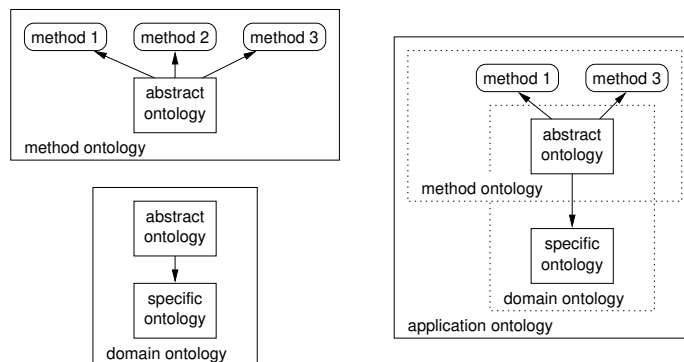 method 1
method 2
method 3
abstract
ontology
method ontology
abstract
ontology
specific
ontology
domain ontology
method 1
method 3
abstract
ontology
method ontology
specific
ontology
domain ontology
application ontology